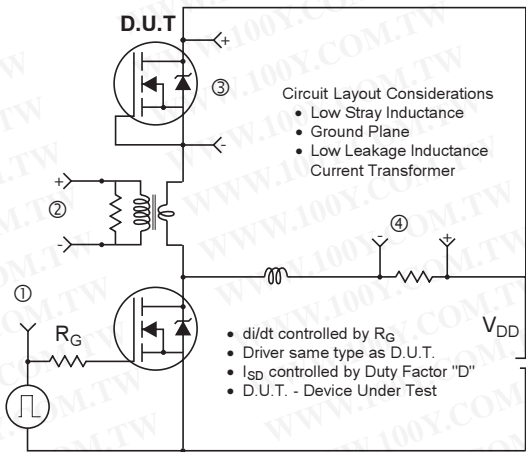 D.U.T
+
③
-
Circuit Layout Considerations
• Low Stray Inductance
• Ground Plane
• Low Leakage Inductance
Current Transformer
+
②
-
④
-
+
①
RG
VDD
• di/dt controlled by RG
• Driver same type as D.U.T.
• ISD controlled by Duty Factor "D"
• D.U.T. - Device Under Test
WWW.100Y.COM.TW